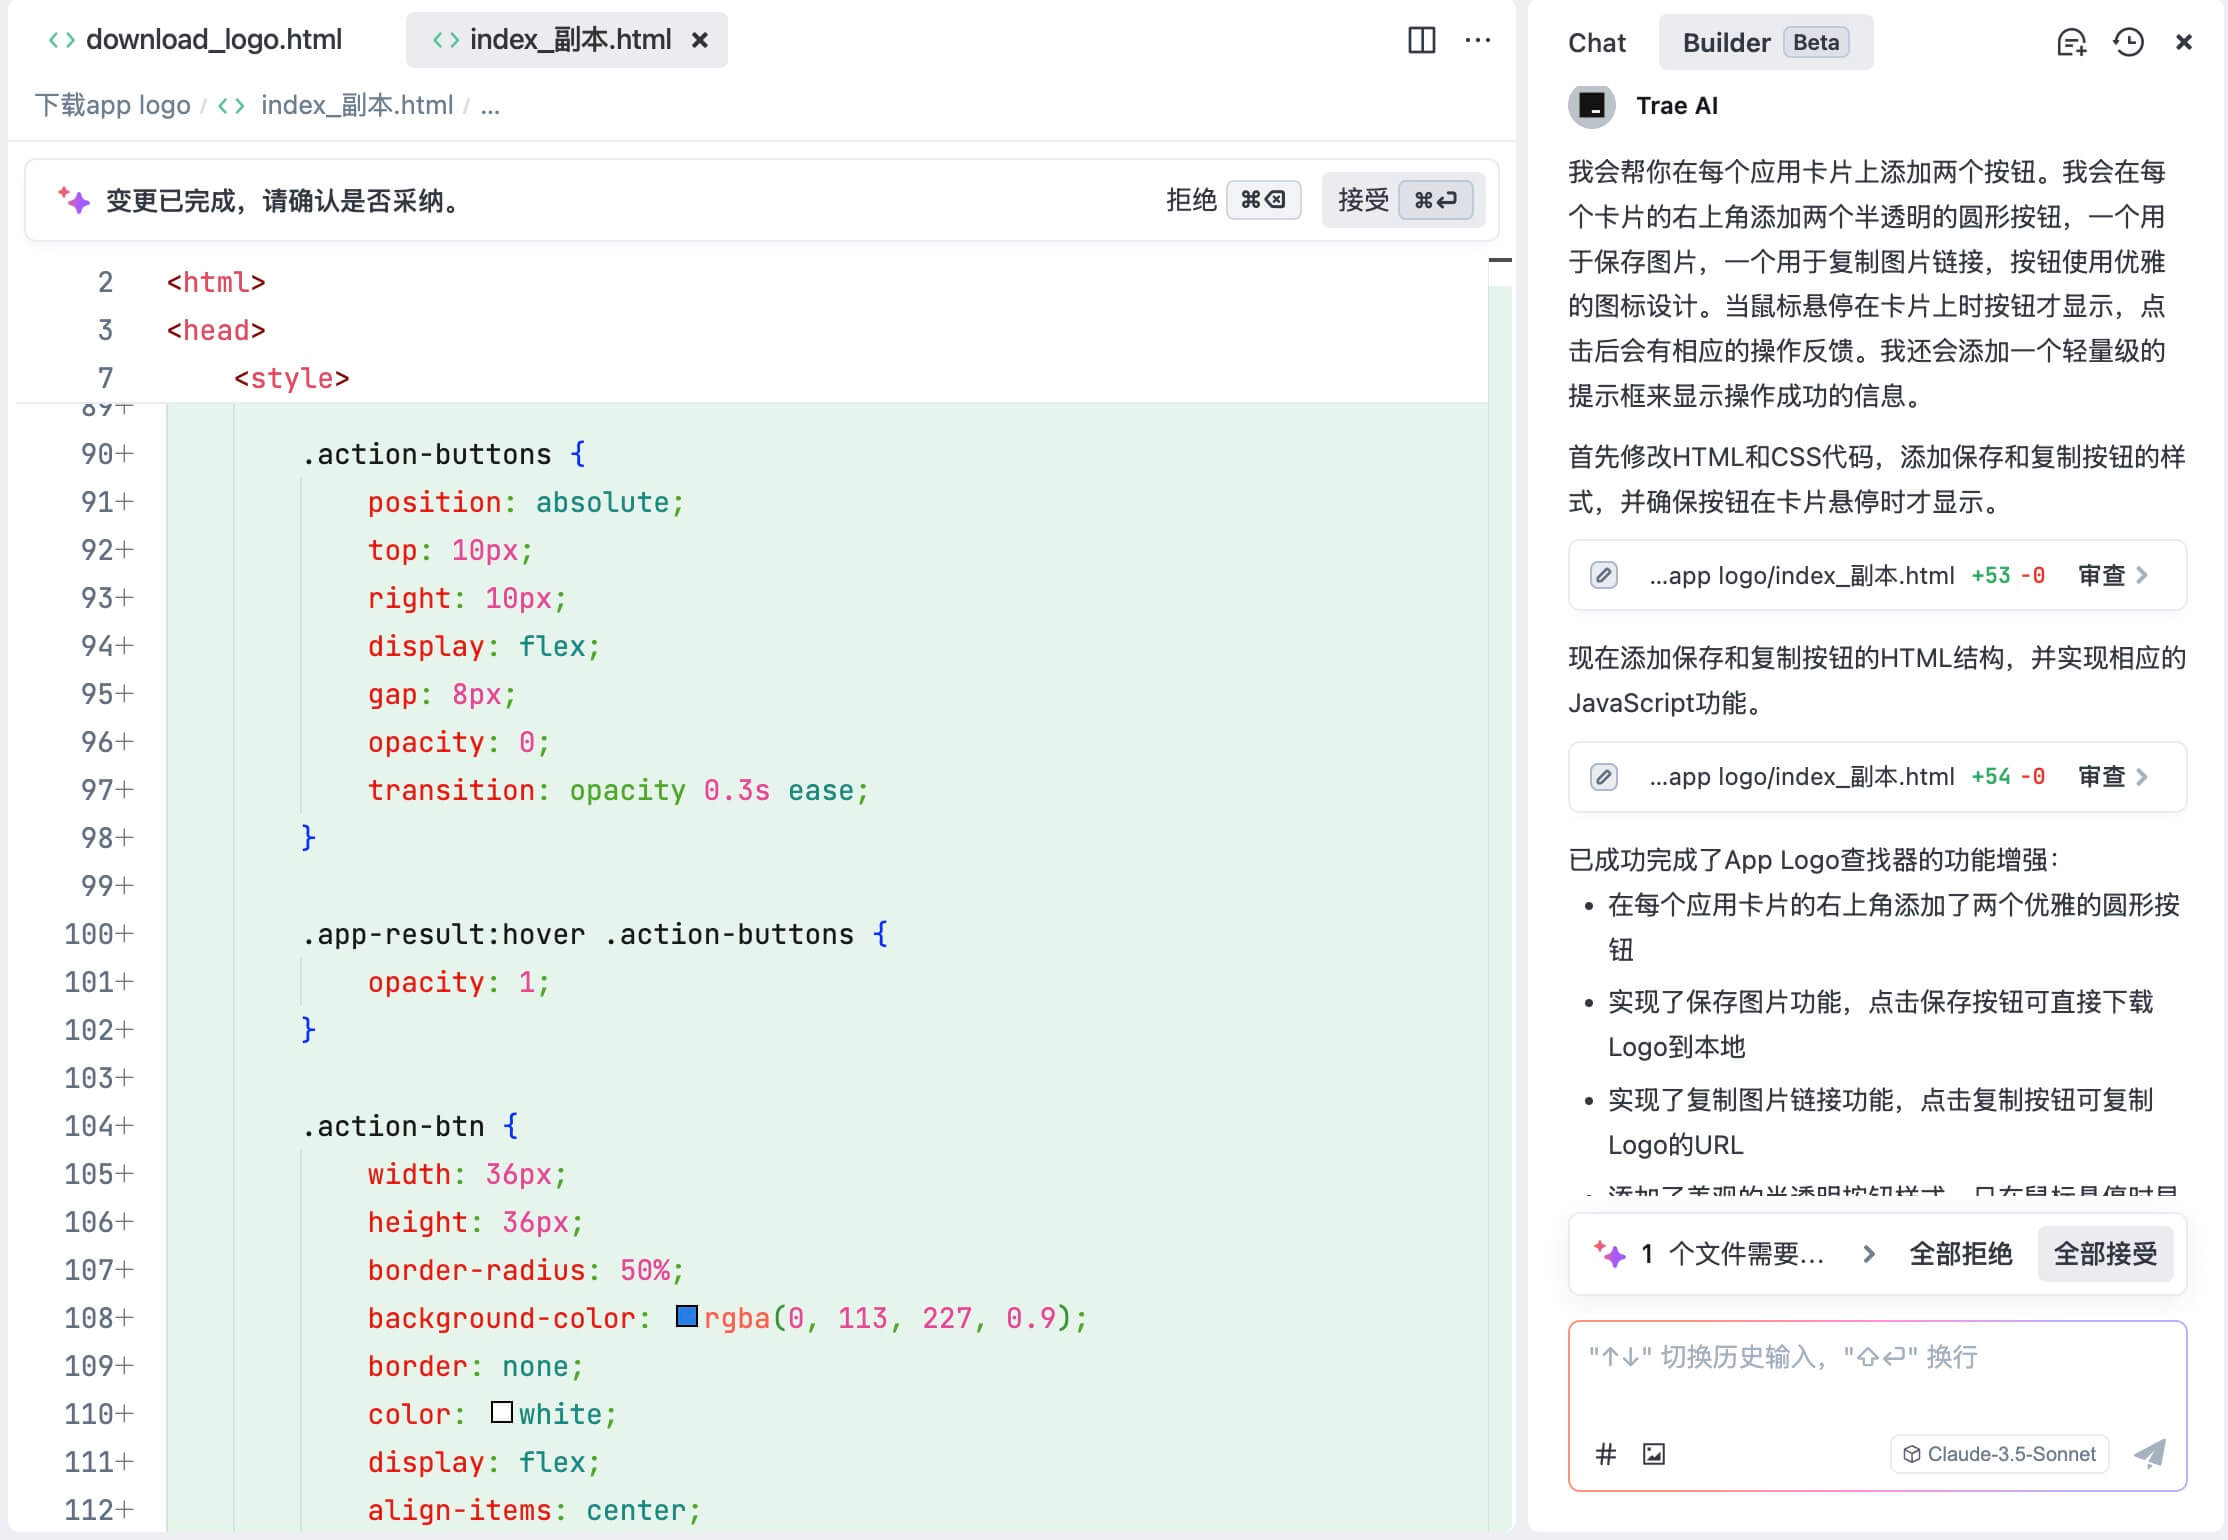 download_logo.html
index_副本.html
下载app logo / index_副本.html / ...
变更已完成，请确认是否采纳。
拒绝 ⌘⌫
接受 ⌘⏎
2 <html>
3 <head>
7 <style>
89+
90+ .action-buttons {
91+ position: absolute;
92+ top: 10px;
93+ right: 10px;
94+ display: flex;
95+ gap: 8px;
96+ opacity: 0;
97+ transition: opacity 0.3s ease;
98+ }
99+
100+ .app-result:hover .action-buttons {
101+ opacity: 1;
102+ }
103+
104+ .action-btn {
105+ width: 36px;
106+ height: 36px;
107+ border-radius: 50%;
108+ background-color: rgba(0, 113, 227, 0.9);
109+ border: none;
110+ color: white;
111+ display: flex;
112+ align-items: center;
Chat
Builder Beta
Trae AI
我会帮你在每个应用卡片上添加两个按钮。我会在每
个卡片的右上角添加两个半透明的圆形按钮，一个用
于保存图片，一个用于复制图片链接，按钮使用优雅
的图标设计。当鼠标悬停在卡片上时按钮才显示，点
击后会有相应的操作反馈。我还会添加一个轻量级的
提示框来显示操作成功的信息。
首先修改HTML和CSS代码，添加保存和复制按钮的样
式，并确保按钮在卡片悬停时才显示。
...app logo/index_副本.html +53 -0 审查
现在添加保存和复制按钮的HTML结构，并实现相应的
JavaScript功能。
...app logo/index_副本.html +54 -0 审查
已成功完成了App Logo查找器的功能增强：
• 在每个应用卡片的右上角添加了两个优雅的圆形按
钮
• 实现了保存图片功能，点击保存按钮可直接下载
Logo到本地
• 实现了复制图片链接功能，点击复制按钮可复制
Logo的URL
• 添加了美观的半透明按钮样式，只在鼠标悬停时显
1 个文件需要... 全部拒绝 全部接受
"↑↓" 切换历史输入，"⇧⏎" 换行
# Claude-3.5-Sonnet